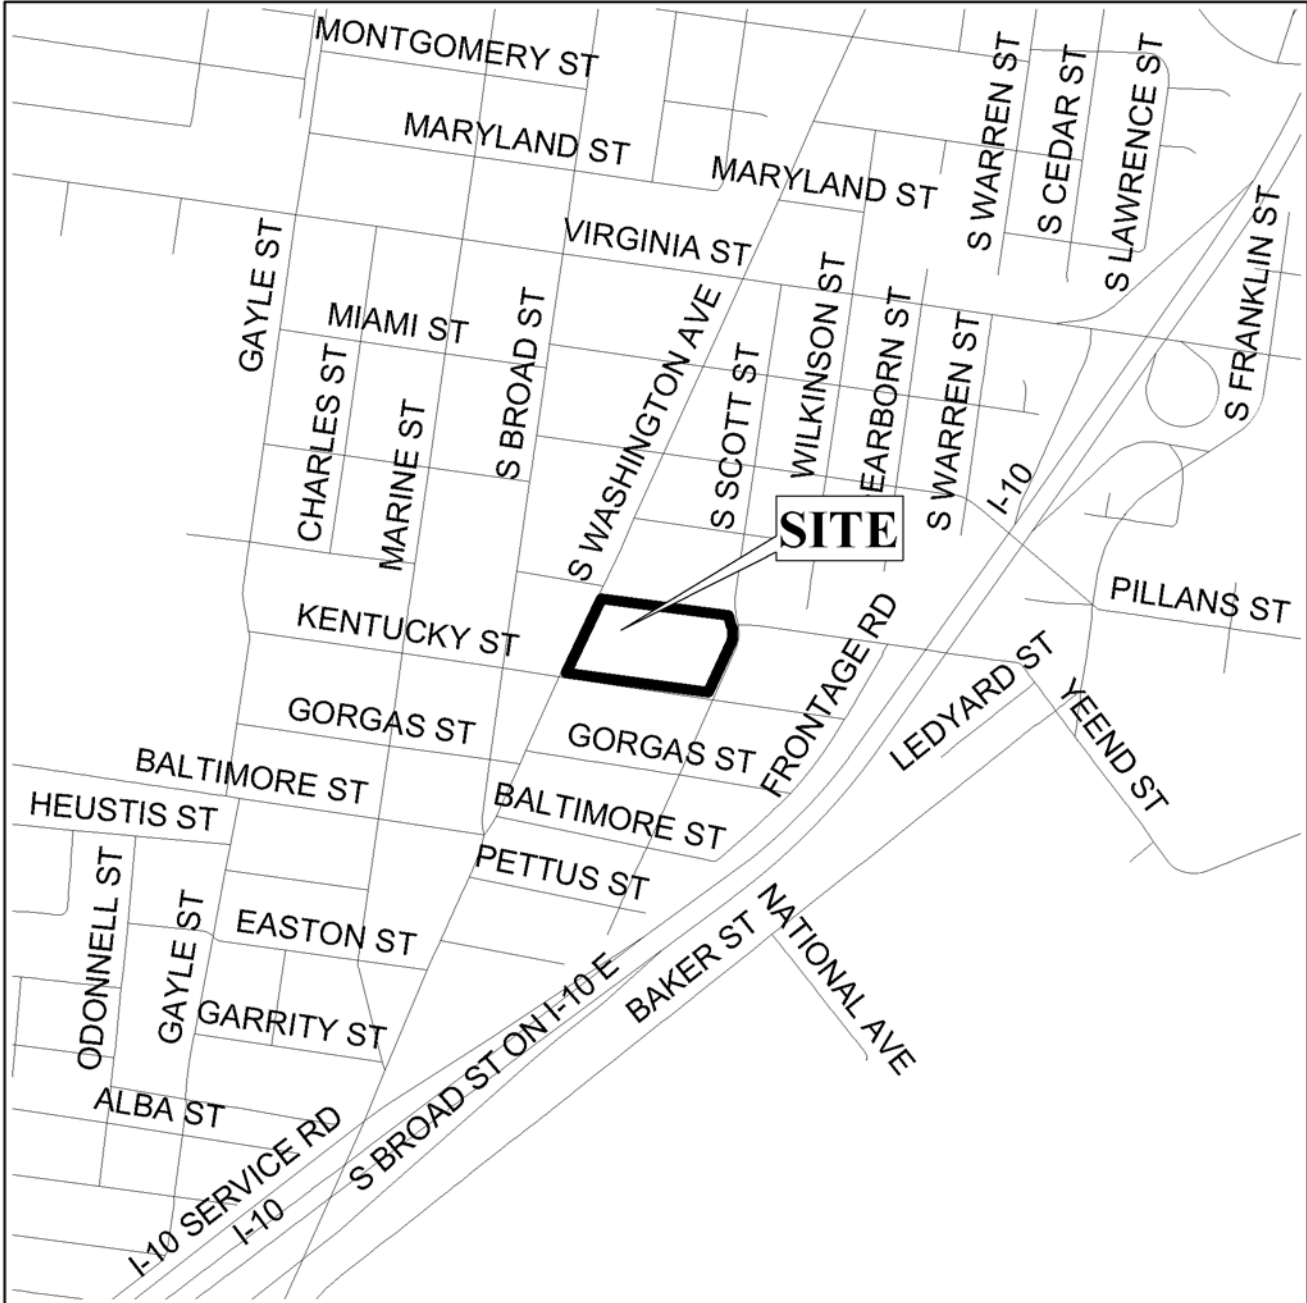 MONTGOMERY ST
MARYLAND ST
MARYLAND ST
S WARREN ST
S CEDAR ST
S LAWRENCE ST
VIRGINIA ST
S FRANKLIN ST
GAYLE ST
MIAMI ST
S BROAD ST
S WASHINGTON AVE
WILKINSON ST
EARBORN ST
S WARREN ST
CHARLES ST
MARINE ST
S SCOTT ST
I-10
SITE
PILLANS ST
KENTUCKY ST
FRONTAGE RD
LEDYARD ST
YEEND ST
GORGAS ST
GORGAS ST
BALTIMORE ST
BALTIMORE ST
HEUSTIS ST
PETTUS ST
ODONNELL ST
GAYLE ST
EASTON ST
NATIONAL AVE
BAKER ST
GARRITY ST
S BROAD ST ON I-10 E
ALBA ST
I-10 SERVICE RD
I-10